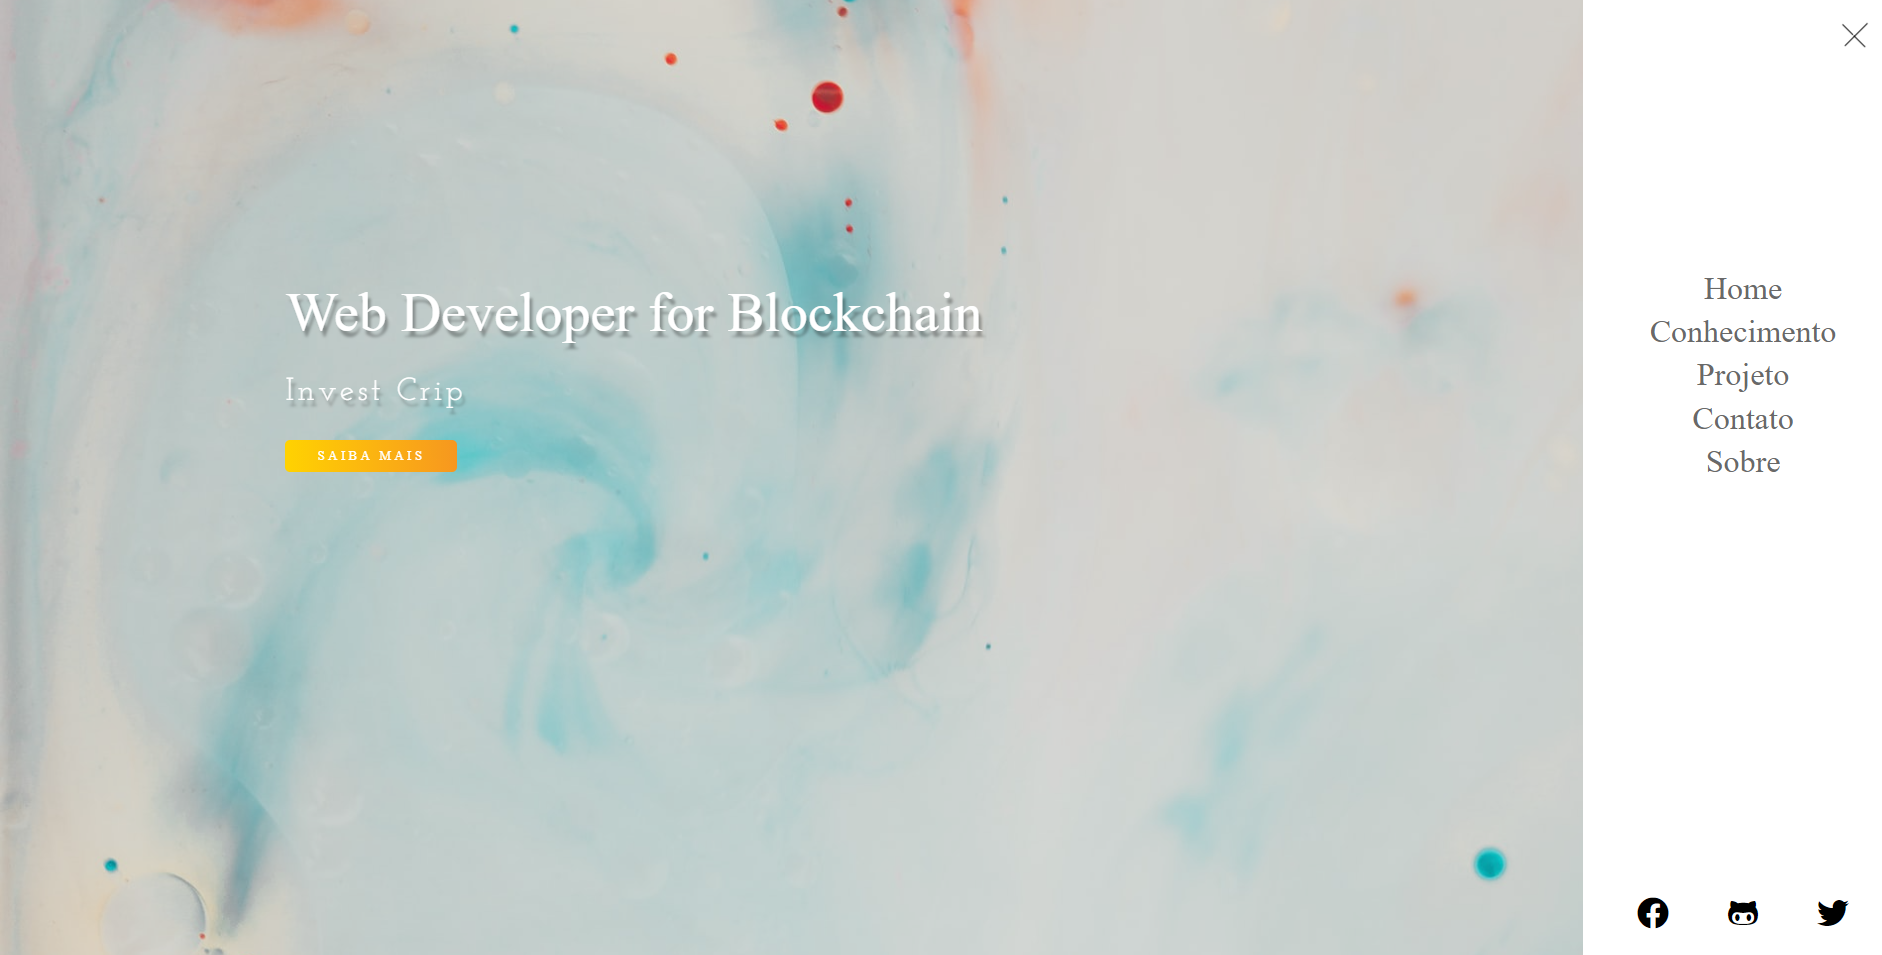 Web Developer for Blockchain
Invest Crip
SAIBA MAIS
Home
Conhecimento
Projeto
Contato
Sobre